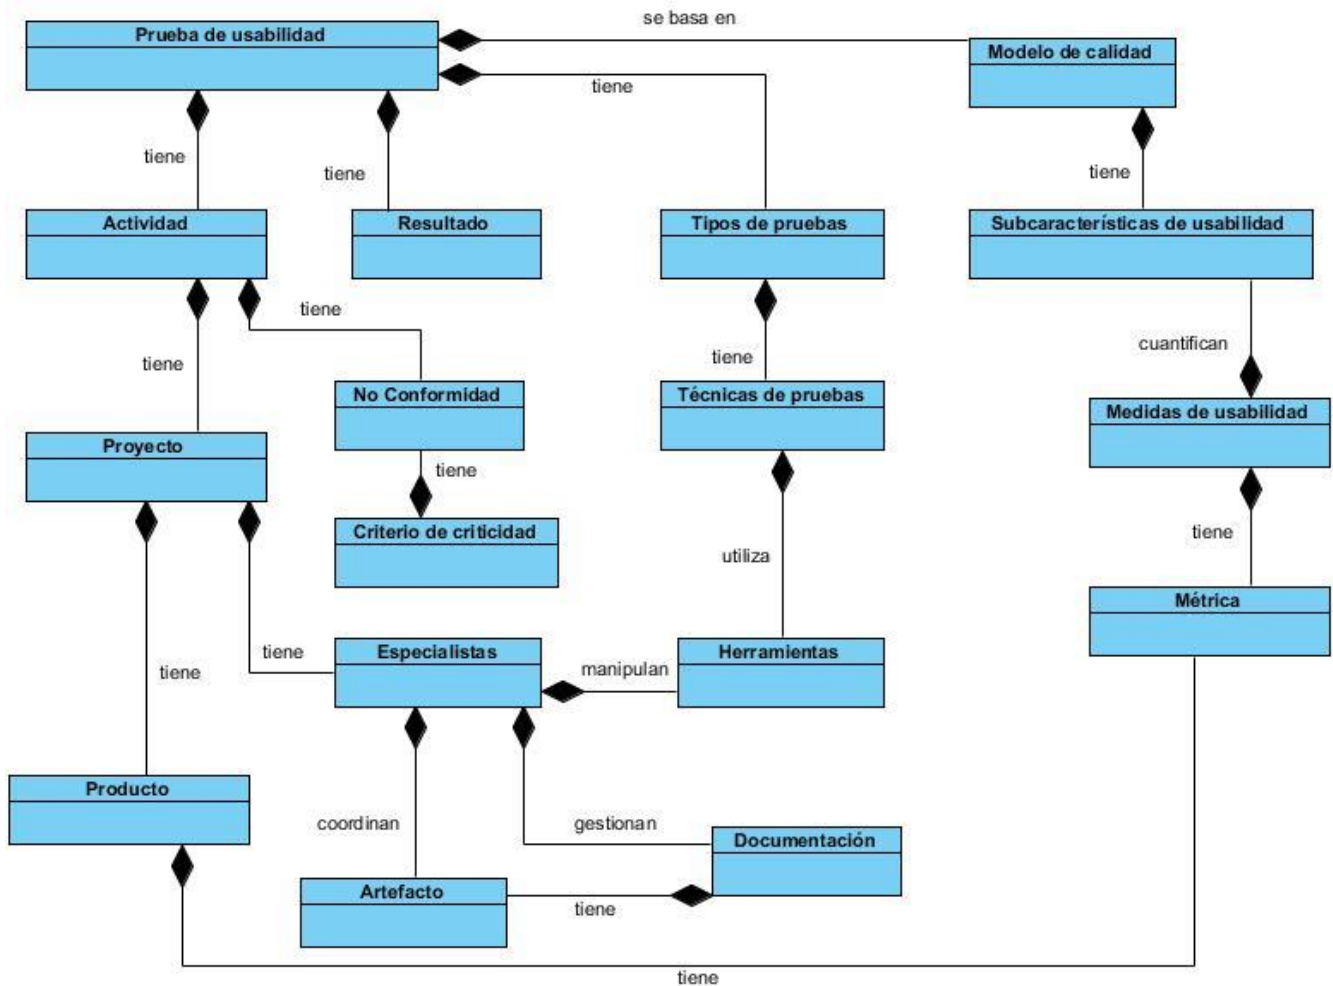 se basa en
Prueba de usabilidad
Modelo de calidad
tiene
tiene
tiene
tiene
Actividad
Resultado
Tipos de pruebas
Subcaracterísticas de usabilidad
tiene
cuantifican
tiene
tiene
No Conformidad
Técnicas de pruebas
Medidas de usabilidad
Proyecto
tiene
Criterio de criticidad
tiene
utiliza
Métrica
tiene
Especialistas
Herramientas
manipulan
tiene
Producto
coordinan
gestionan
Documentación
Artefacto
tiene
tiene